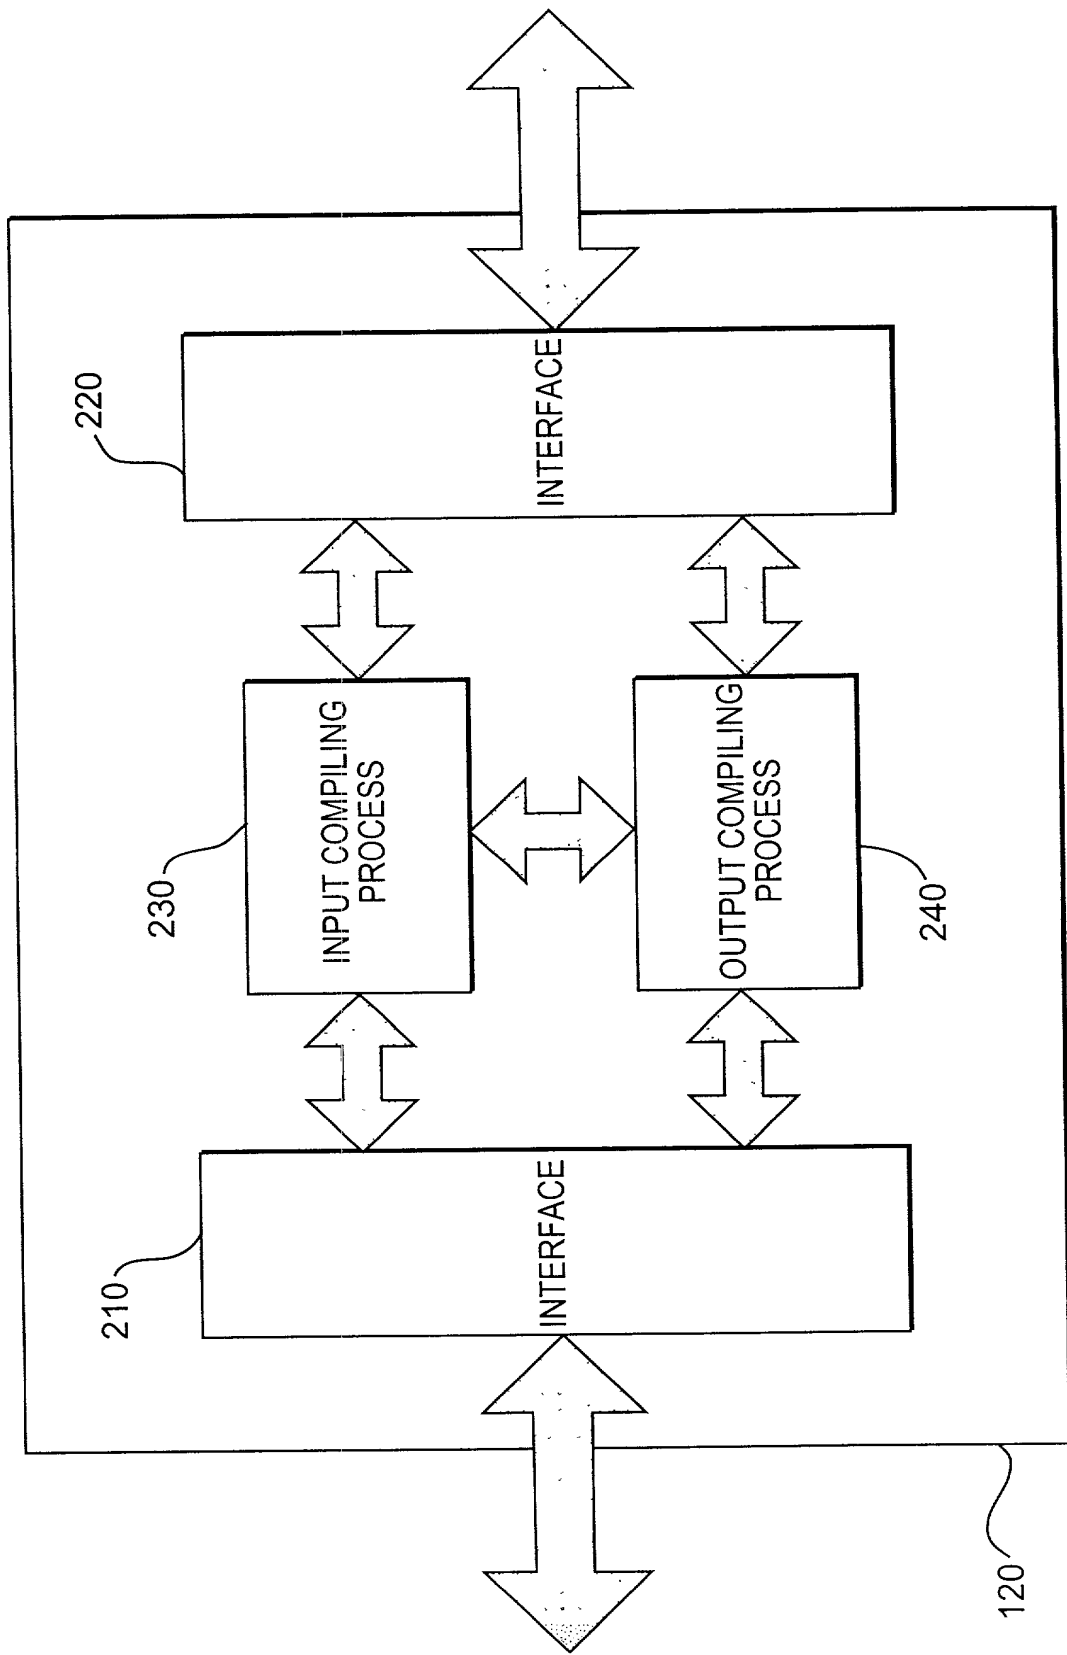 220
230
210
INTERFACE
INPUT COMPILING
PROCESS
INTERFACE
OUTPUT COMPILING
PROCESS
240
120